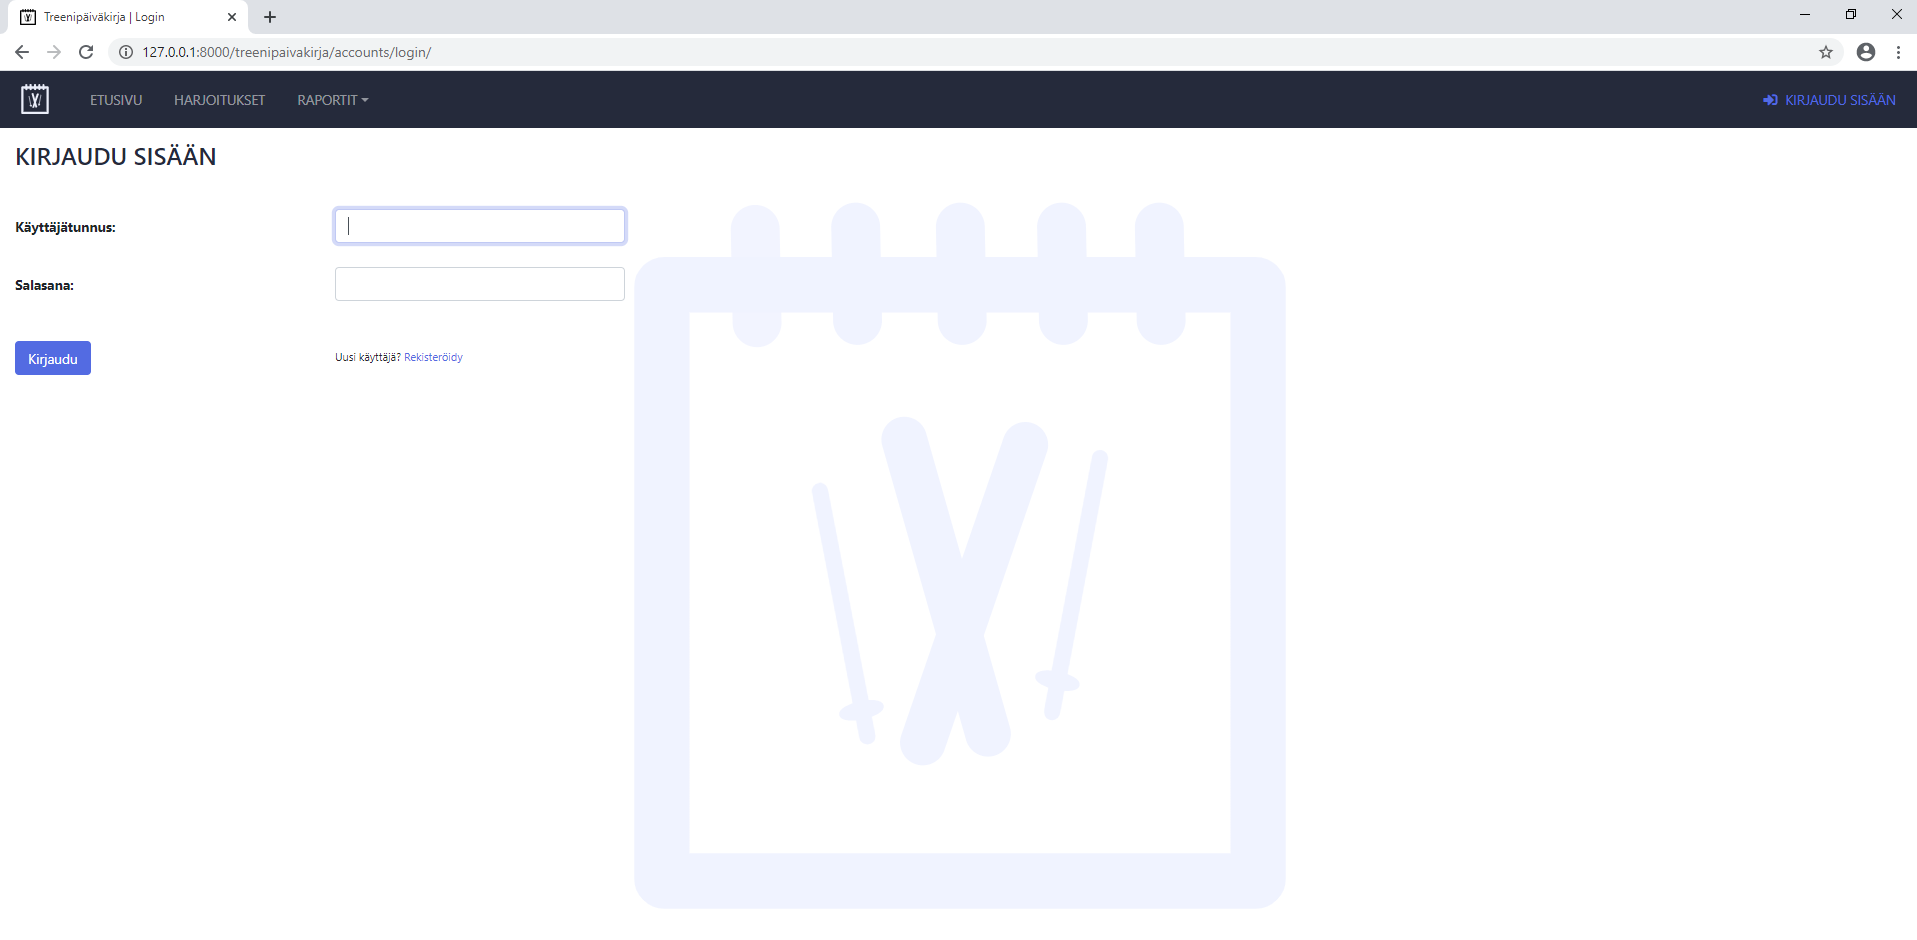 Treenipäiväkirja | Login
127.0.0.1:8000/treenipaivakirja/accounts/login/
ETUSIVU HARJOITUKSET RAPORTIT KIRJAUDU SISÄÄN
KIRJAUDU SISÄÄN
Käyttäjätunnus:
Salasana:
Kirjaudu Uusi käyttäjä? Rekisteröidy